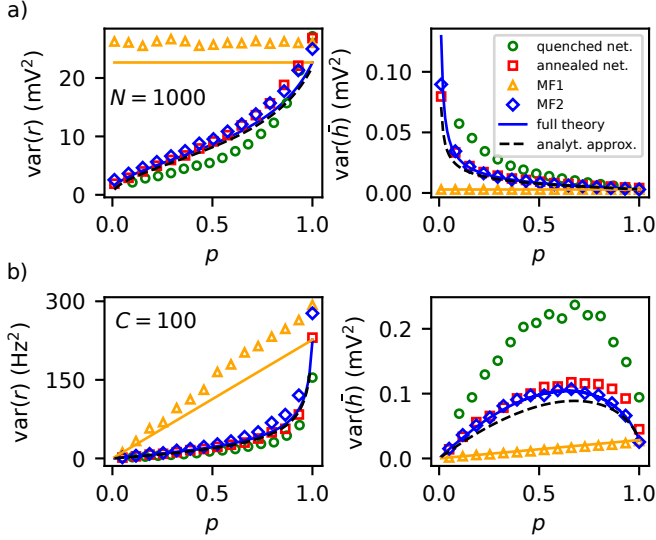 a)
var(r) (mV²)
20
10
0
N = 1000
0.0
0.5
1.0
p
var(h̄) (mV²)
0.10
0.05
0.00
quenched net.
annealed net.
MF1
MF2
full theory
analyt. approx.
0.0
0.5
1.0
p
b)
var(r) (Hz²)
300
150
0
C = 100
0.0
0.5
1.0
p
var(h̄) (mV²)
0.2
0.1
0.0
0.0
0.5
1.0
p